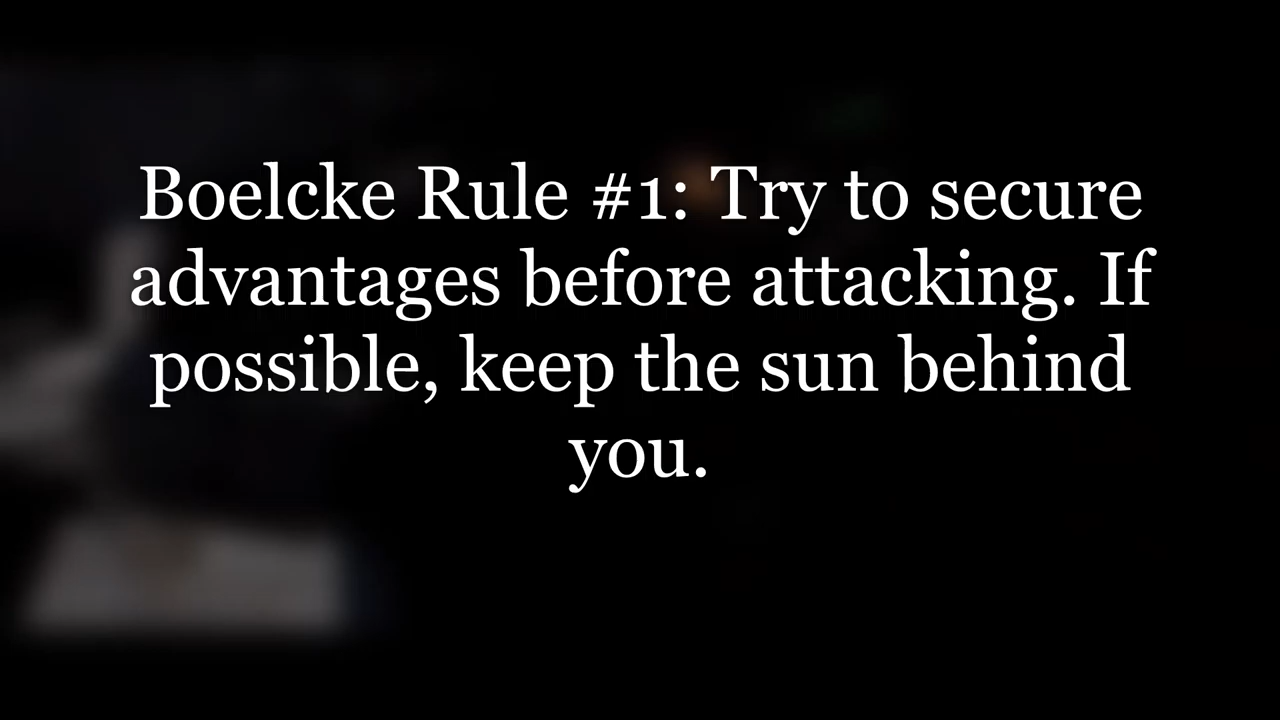 Boelcke Rule #1: Try to secure
advantages before attacking. If
possible, keep the sun behind
you.